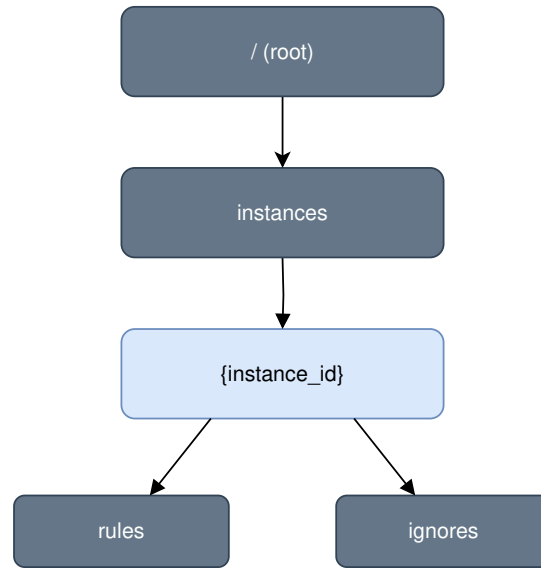 / (root)
instances
{instance_id}
rules
ignores